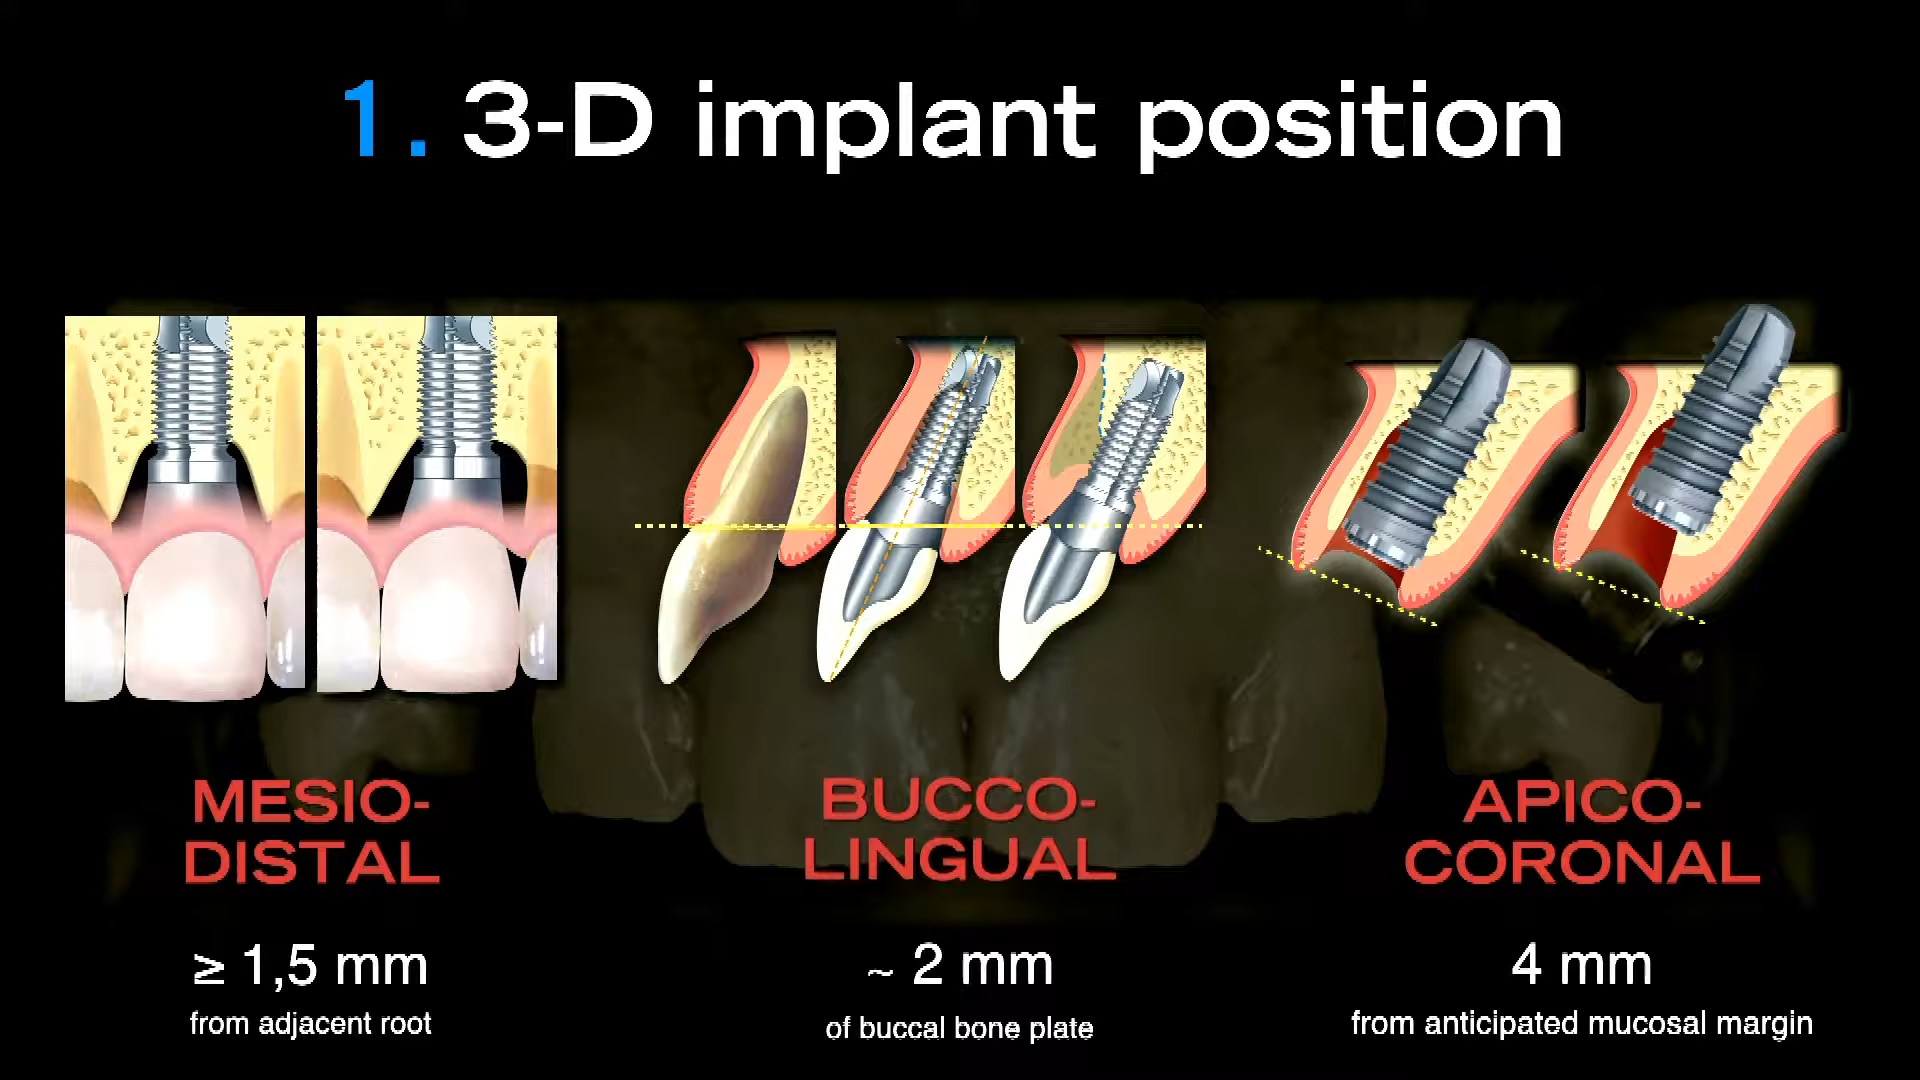 1. 3-D implant position
MESIO-
DISTAL
≥ 1,5 mm
from adjacent root
BUCCO-
LINGUAL
~ 2 mm
of buccal bone plate
APICO-
CORONAL
4 mm
from anticipated mucosal margin